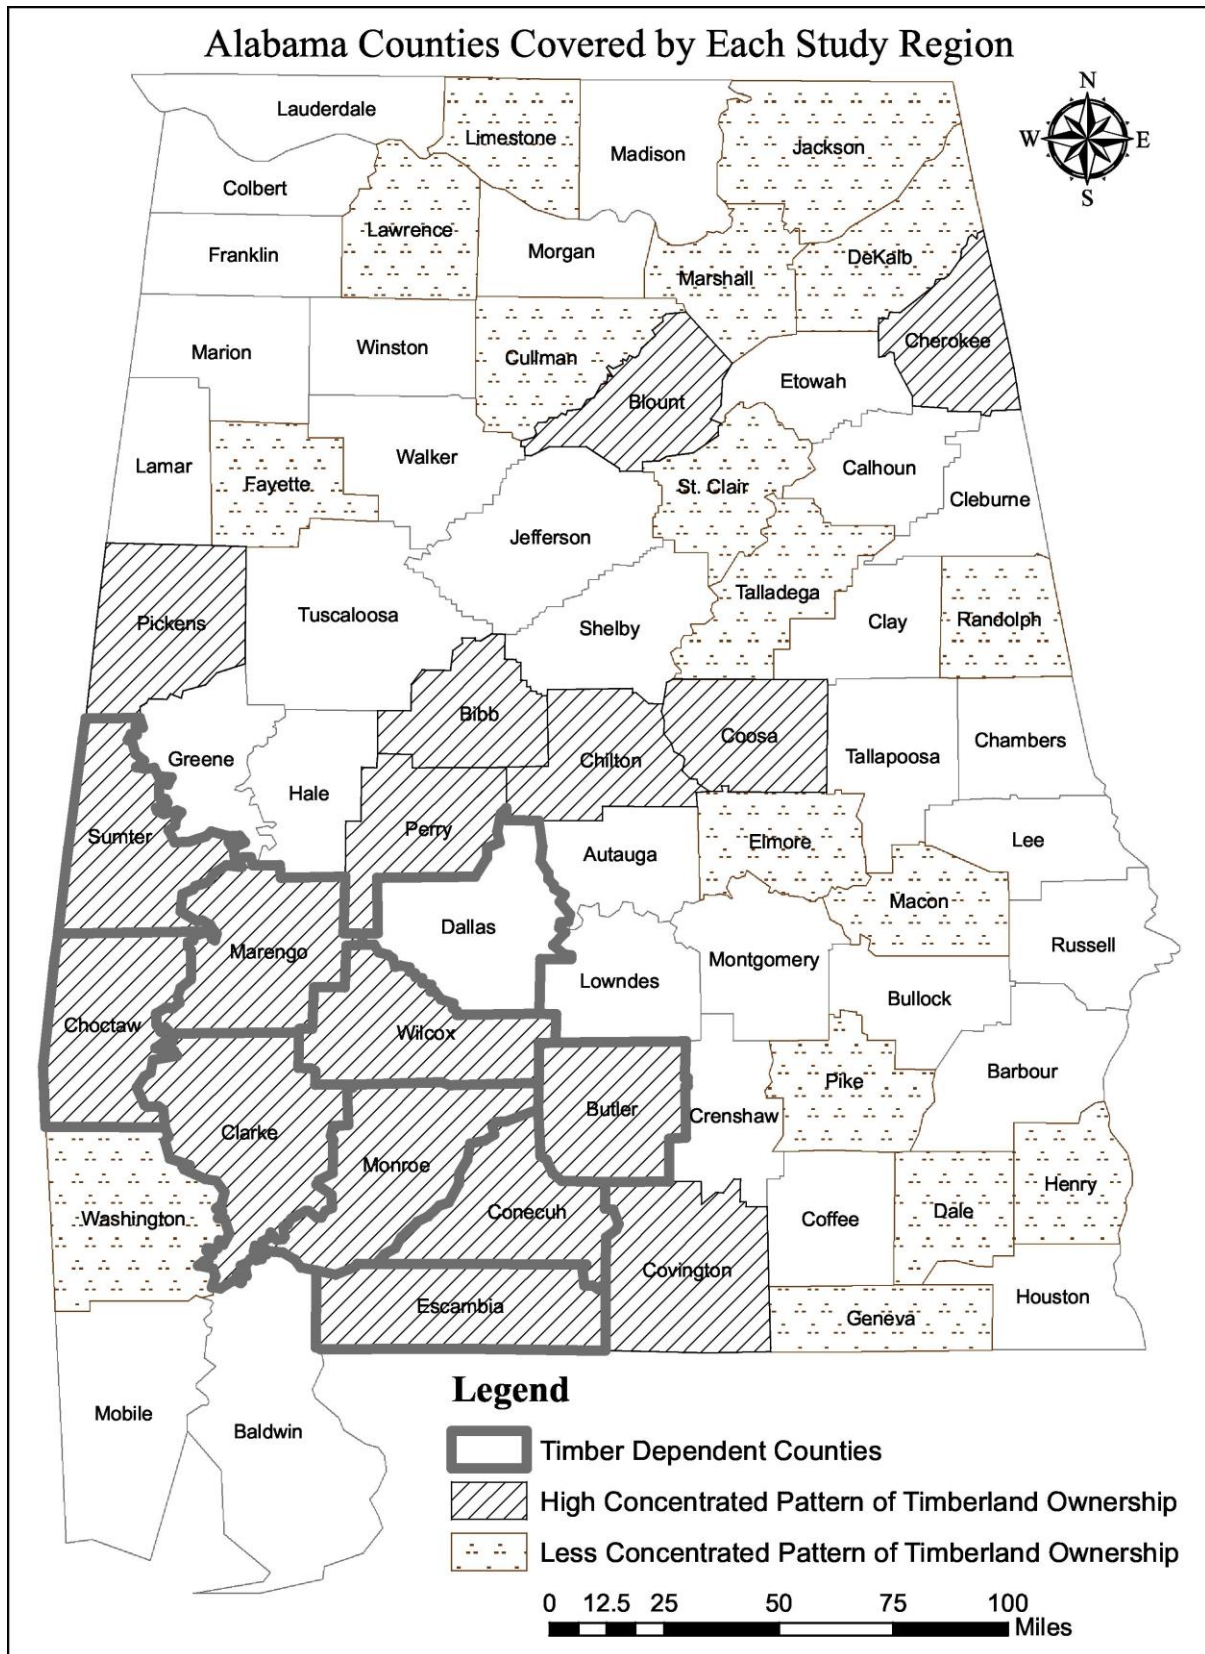 Alabama Counties Covered by Each Study Region
N
W E
S
Lauderdale
Limestone
Madison
Jackson
Colbert
Lawrence
Franklin
Morgan
DeKalb
Marshall
Cherokee
Marion
Winston
Cullman
Etowah
Blount
Lamar
Walker
Calhoun
Fayette
St. Clair
Cleburne
Jefferson
Talladega
Tuscaloosa
Pickens
Shelby
Clay
Randolph
Bibb
Coosa
Chambers
Greene
Chilton
Tallapoosa
Hale
Sumter
Perry
Autauga
Elmore
Lee
Macon
Dallas
Marengo
Russell
Lowndes
Montgomery
Bullock
Choctaw
Wilcox
Barbour
Pike
Butler
Crenshaw
Clarke
Monroe
Henry
Washington
Conecuh
Coffee
Dale
Covington
Escambia
Geneva
Houston
Mobile
Baldwin
Legend
Timber Dependent Counties
High Concentrated Pattern of Timberland Ownership
Less Concentrated Pattern of Timberland Ownership
0 12.5 25 50 75 100
Miles